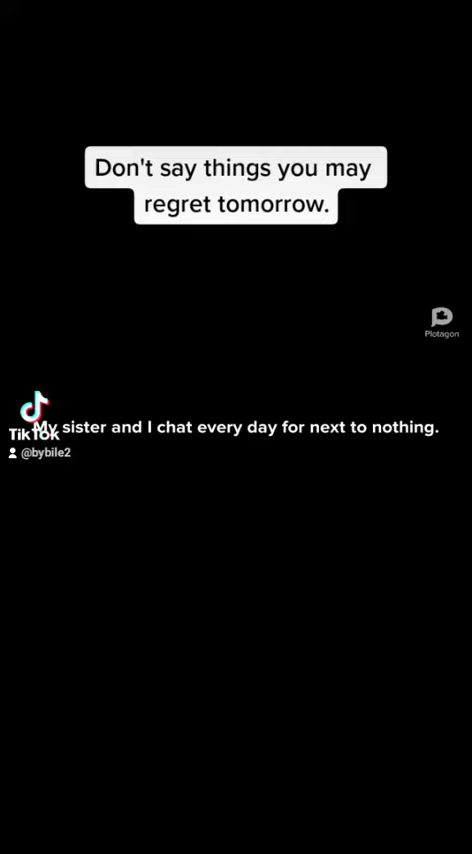 Don't say things you may
regret tomorrow.
Plotagon
My sister and I chat every day for next to nothing.
TikTok
@bybile2